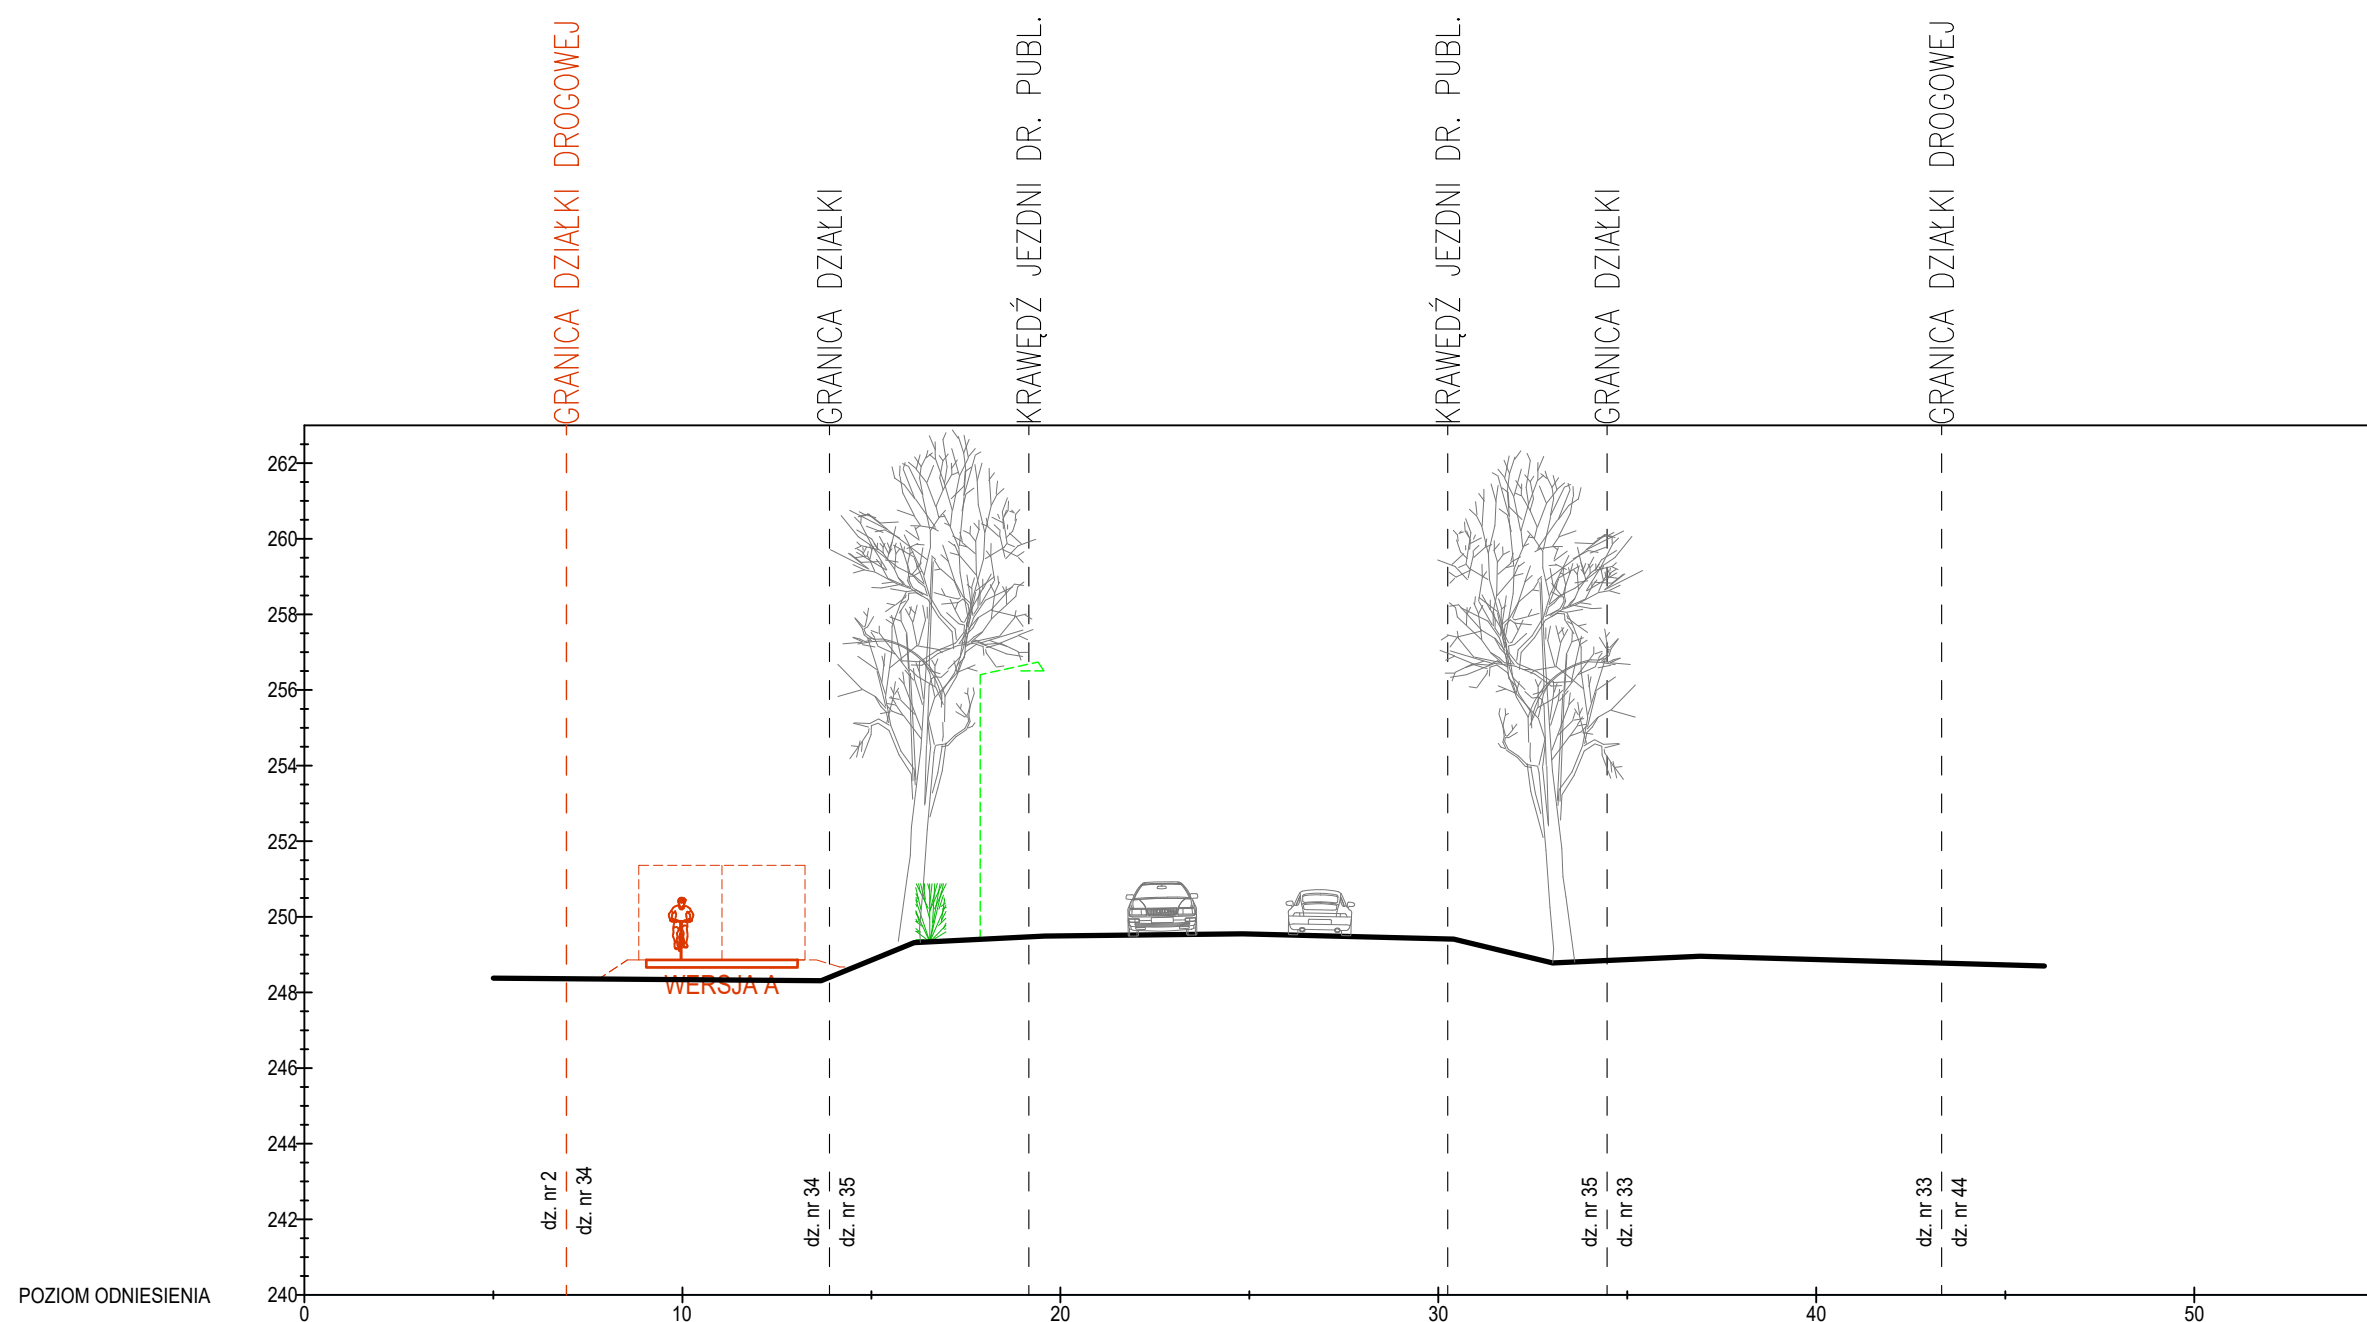 GRANICA DZIAŁKI DROGOWEJ
GRANICA DZIAŁKI
KRAWĘDŹ JEZDNI DR. PUBL.
KRAWĘDŹ JEZDNI DR. PUBL.
GRANICA DZIAŁKI
GRANICA DZIAŁKI DROGOWEJ
262
260
258
256
254
252
250
248
246
244
242
240
WERSJA A
dz. nr 2
dz. nr 34
dz. nr 34
dz. nr 35
dz. nr 35
dz. nr 33
dz. nr 33
dz. nr 44
POZIOM ODNIESIENIA
0 10 20 30 40 50